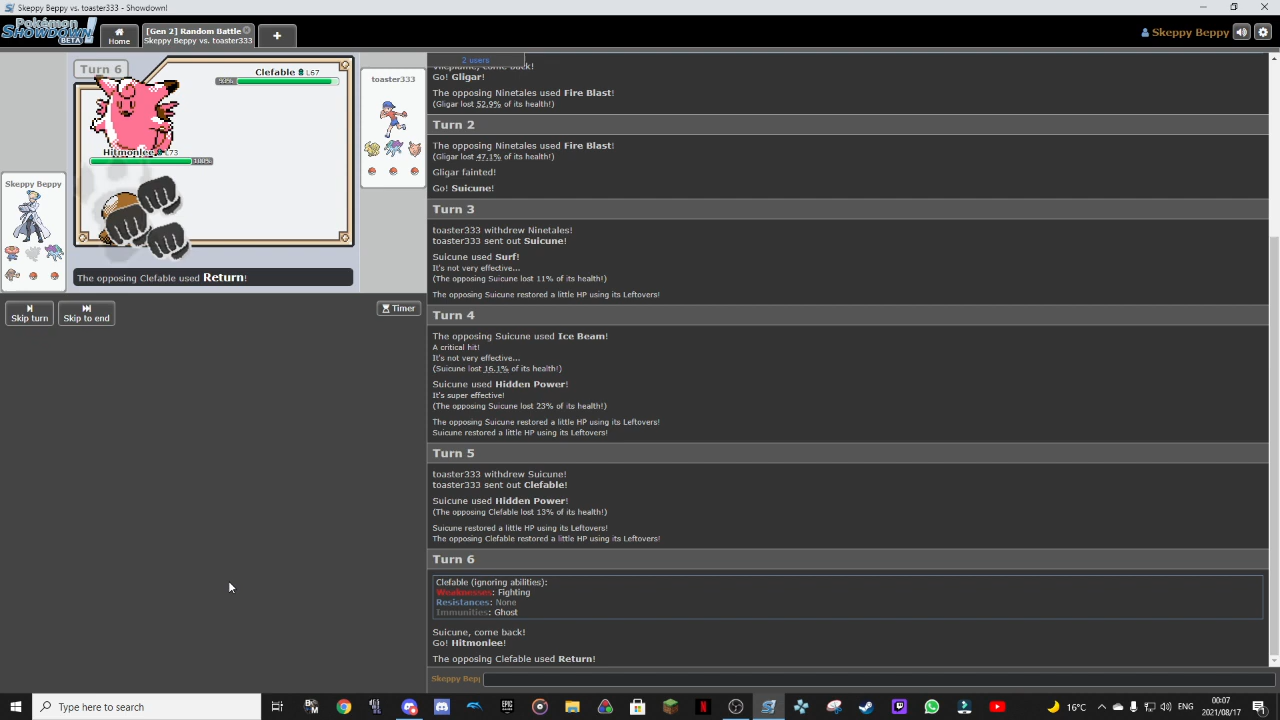 Skeppy Beppy vs. toaster333 - Showdown!
Pokémon
SHOWDOWN!
BETA
Home
[Gen 2] Random Battle
Skeppy Beppy vs. toaster333
+
Skeppy Beppy
Turn 6
Clefable L67
Hitmonlee L73
100%
toaster333
Skeppy Beppy
The opposing Clefable used Return!
Skip turn
Skip to end
Timer
2 users
Go! Gligar!
The opposing Ninetales used Fire Blast!
(Gligar lost 52.9% of its health!)
Turn 2
The opposing Ninetales used Fire Blast!
(Gligar lost 47.1% of its health!)
Gligar fainted!
Go! Suicune!
Turn 3
toaster333 withdrew Ninetales!
toaster333 sent out Suicune!
Suicune used Surf!
It's not very effective...
(The opposing Suicune lost 11% of its health!)
The opposing Suicune restored a little HP using its Leftovers!
Turn 4
The opposing Suicune used Ice Beam!
A critical hit!
It's not very effective...
(Suicune lost 16.1% of its health!)
Suicune used Hidden Power!
It's super effective!
(The opposing Suicune lost 23% of its health!)
The opposing Suicune restored a little HP using its Leftovers!
Suicune restored a little HP using its Leftovers!
Turn 5
toaster333 withdrew Suicune!
toaster333 sent out Clefable!
Suicune used Hidden Power!
(The opposing Clefable lost 13% of its health!)
Suicune restored a little HP using its Leftovers!
The opposing Clefable restored a little HP using its Leftovers!
Turn 6
Clefable (ignoring abilities):
Weaknesses: Fighting
Resistances: None
Immunities: Ghost
Suicune, come back!
Go! Hitmonlee!
The opposing Clefable used Return!
Skeppy Bepp
Type here to search
16°C
ENG
00:07
2021/08/17